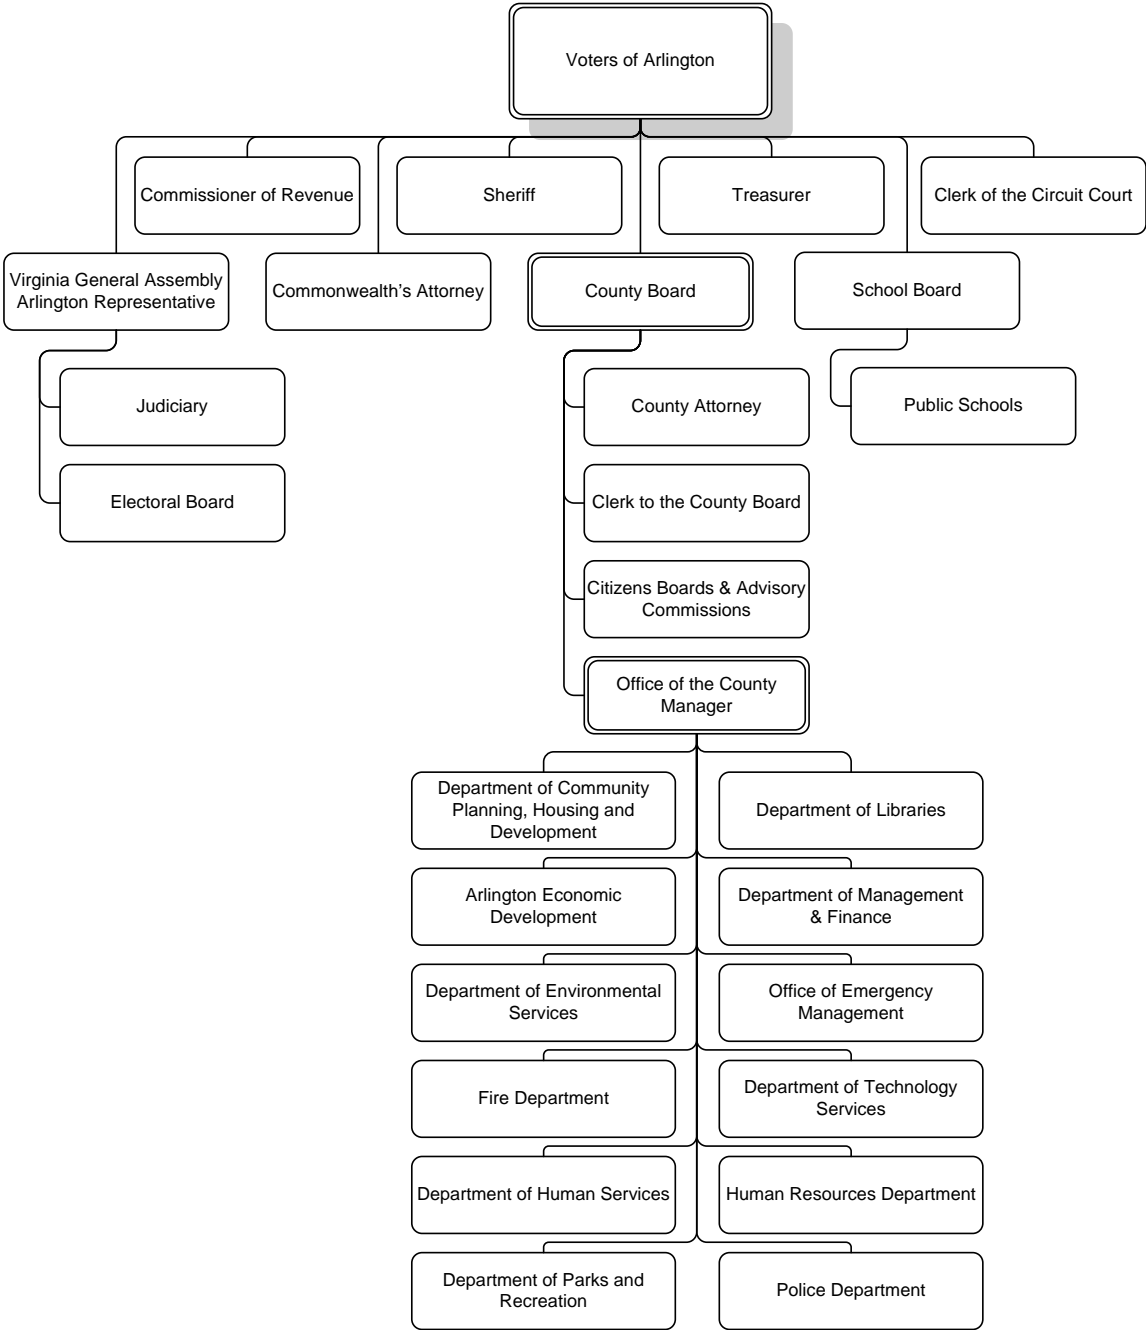 Voters of Arlington
Commissioner of Revenue
Sheriff
Treasurer
Clerk of the Circuit Court
Virginia General Assembly
Arlington Representative
Commonwealth’s Attorney
County Board
School Board
Judiciary
County Attorney
Public Schools
Electoral Board
Clerk to the County Board
Citizens Boards & Advisory
Commissions
Office of the County
Manager
Department of Community
Planning, Housing and
Development
Department of Libraries
Arlington Economic
Development
Department of Management
& Finance
Department of Environmental
Services
Office of Emergency
Management
Fire Department
Department of Technology
Services
Department of Human Services
Human Resources Department
Department of Parks and
Recreation
Police Department